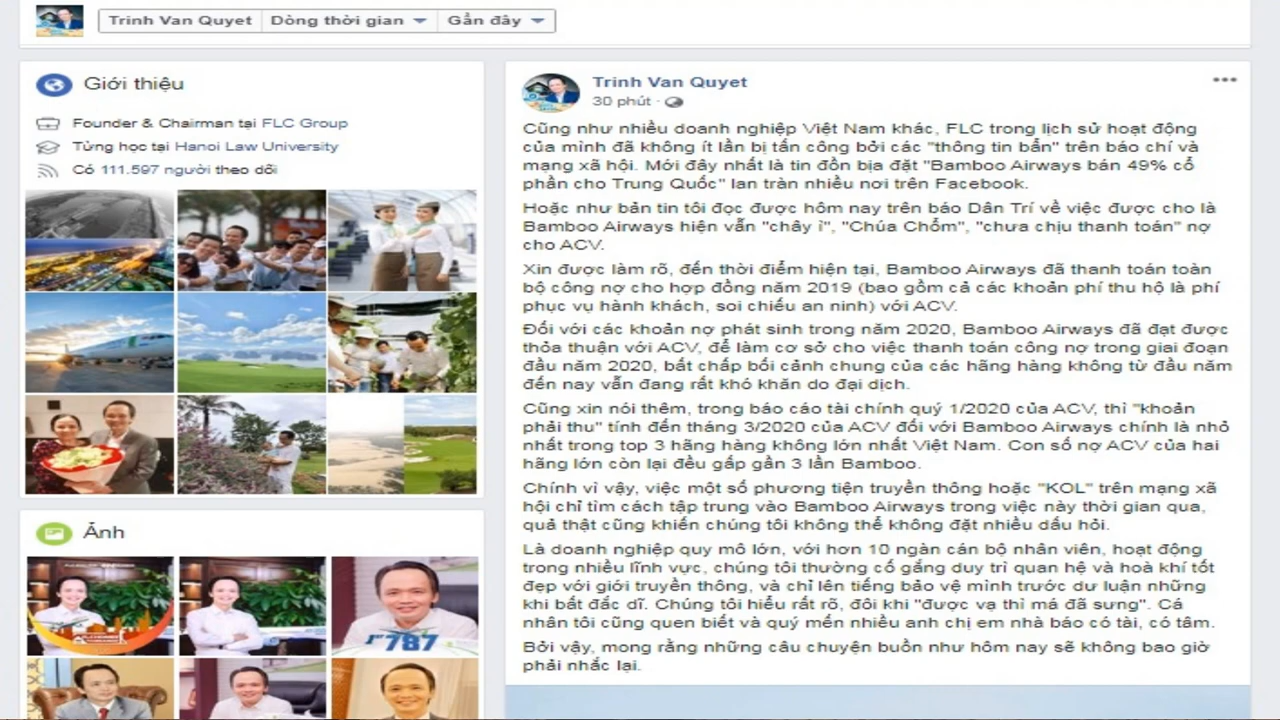 Trinh Van Quyet Dòng thời gian Gần đây
Giới thiệu
Founder & Chairman tại FLC Group
Từng học tại Hanoi Law University
Có 111.597 người theo dõi
Ảnh
787
Trinh Van Quyet
30 phút ·
Cũng như nhiều doanh nghiệp Việt Nam khác, FLC trong lịch sử hoạt động
của mình đã không ít lần bị tấn công bởi các "thông tin bẩn" trên báo chí và
mạng xã hội. Mới đây nhất là tin đồn bịa đặt "Bamboo Airways bán 49% cổ
phần cho Trung Quốc" lan tràn nhiều nơi trên Facebook.
Hoặc như bản tin tôi đọc được hôm nay trên báo Dân Trí về việc được cho là
Bamboo Airways hiện vẫn "chây ì", "Chúa Chổm", "chưa chịu thanh toán" nợ
cho ACV.
Xin được làm rõ, đến thời điểm hiện tại, Bamboo Airways đã thanh toán toàn
bộ công nợ cho hợp đồng năm 2019 (bao gồm cả các khoản phí thu hộ là phí
phục vụ hành khách, soi chiếu an ninh) với ACV.
Đối với các khoản nợ phát sinh trong năm 2020, Bamboo Airways đã đạt được
thỏa thuận với ACV, để làm cơ sở cho việc thanh toán công nợ trong giai đoạn
đầu năm 2020, bất chấp bối cảnh chung của các hãng hàng không từ đầu năm
đến nay vẫn đang rất khó khăn do đại dịch.
Cũng xin nói thêm, trong báo cáo tài chính quý 1/2020 của ACV, thì "khoản
phải thu" tính đến tháng 3/2020 của ACV đối với Bamboo Airways chính là nhỏ
nhất trong top 3 hãng hàng không lớn nhất Việt Nam. Con số nợ ACV của hai
hãng lớn còn lại đều gấp gần 3 lần Bamboo.
Chính vì vậy, việc một số phương tiện truyền thông hoặc "KOL" trên mạng xã
hội chỉ tìm cách tập trung vào Bamboo Airways trong việc này thời gian qua,
quả thật cũng khiến chúng tôi không thể không đặt nhiều dấu hỏi.
Là doanh nghiệp quy mô lớn, với hơn 10 ngàn cán bộ nhân viên, hoạt động
trong nhiều lĩnh vực, chúng tôi thường cố gắng duy trì quan hệ và hoà khí tốt
đẹp với giới truyền thông, và chỉ lên tiếng bảo vệ mình trước dư luận những
khi bất đắc dĩ. Chúng tôi hiểu rất rõ, đôi khi "được vạ thì má đã sưng". Cá
nhân tôi cũng quen biết và quý mến nhiều anh chị em nhà báo có tài, có tâm.
Bởi vậy, mong rằng những câu chuyện buồn như hôm nay sẽ không bao giờ
phải nhắc lại.